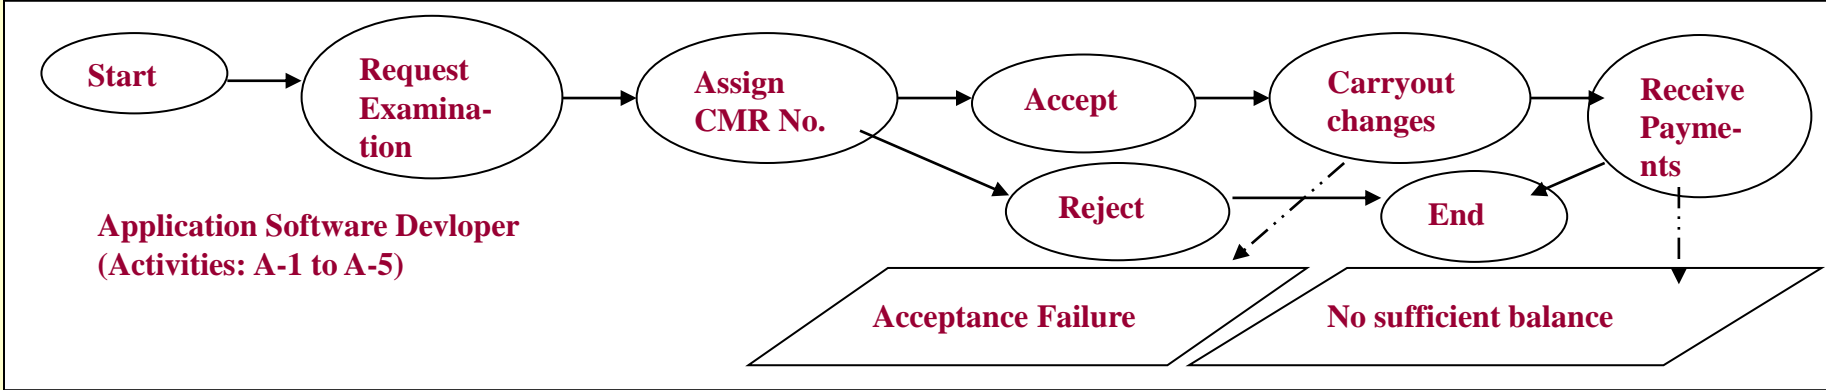 Start
Request
Examina-
tion
Assign
CMR No.
Accept
Carryout
changes
Receive
Payme-
nts
Reject
End
Application Software Devloper
(Activities: A-1 to A-5)
Acceptance Failure
No sufficient balance